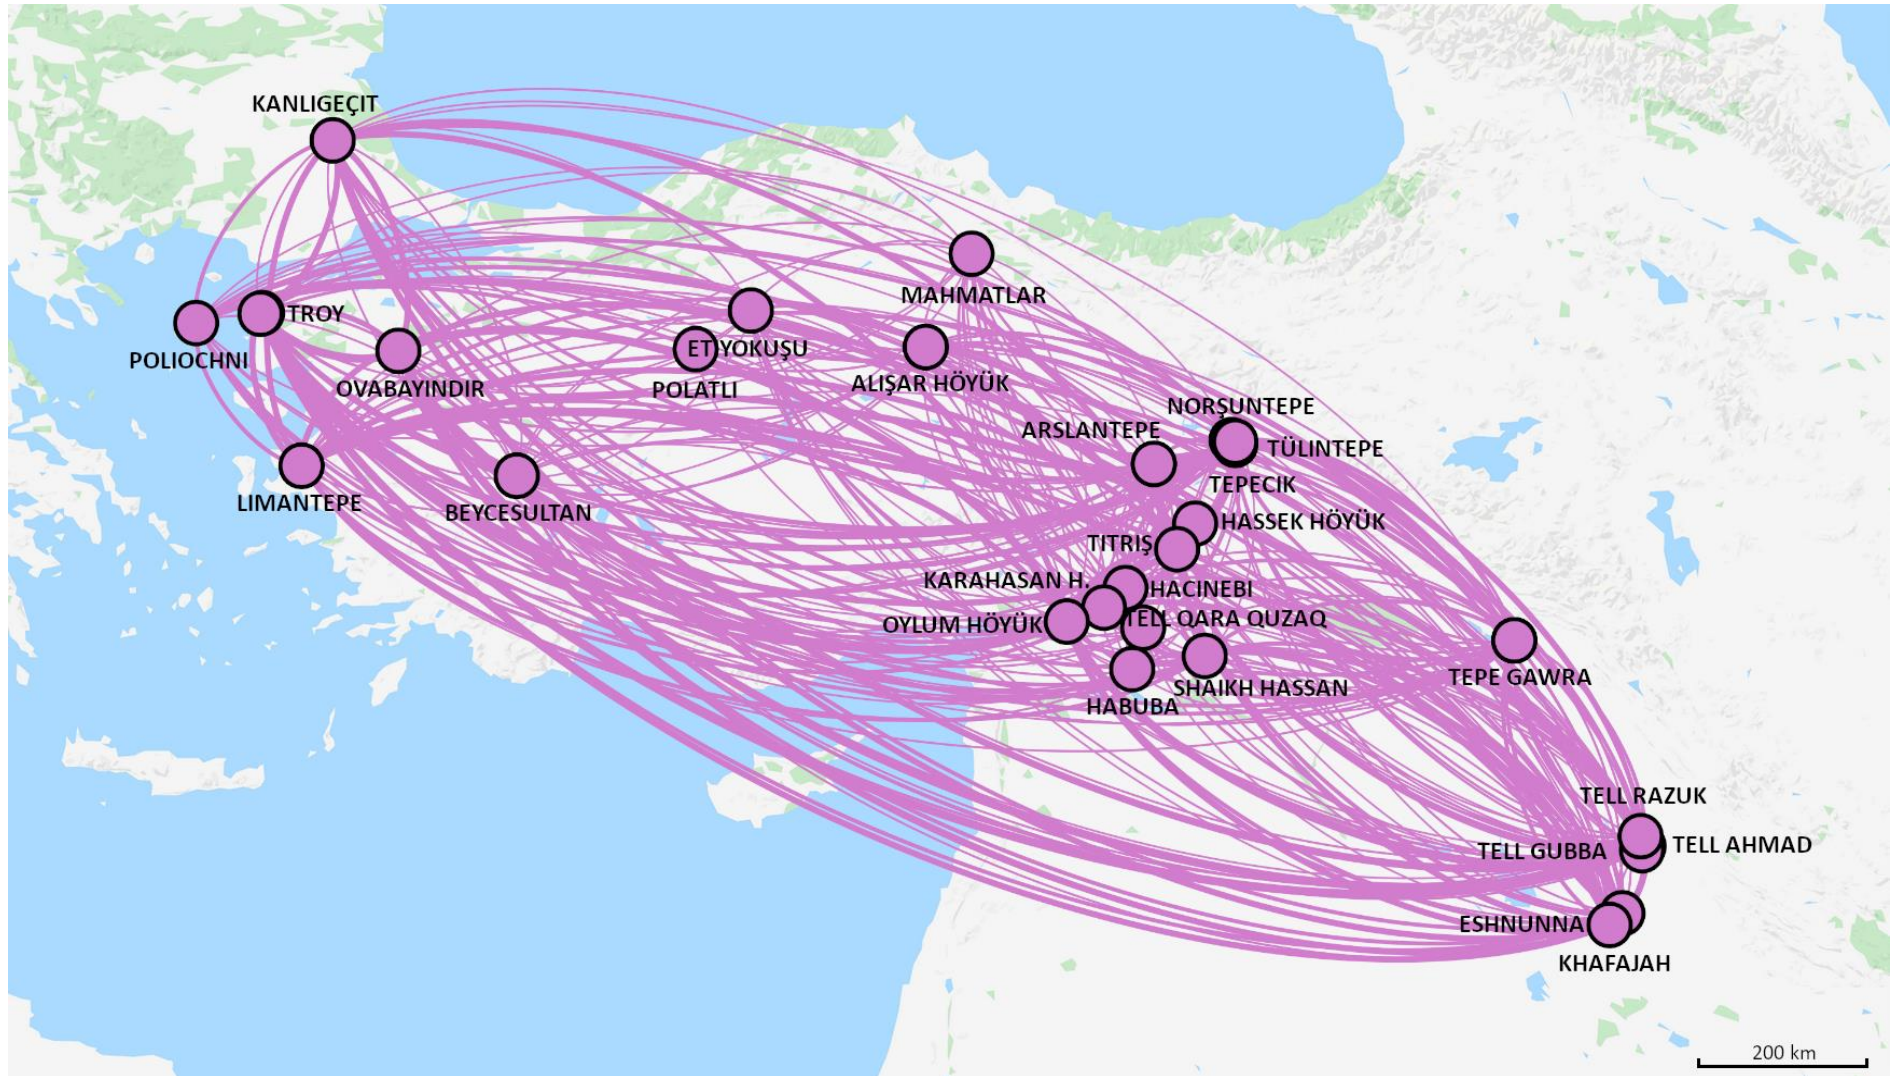 KANLIGEÇIT
MAHMATLAR
TROY
POLIOCHNI
ETIYOKUŞU
OVABAYINDIR
POLATLI
ALIŞAR HÖYÜK
NORŞUNTEPE
ARSLANTEPE
TÜLINTEPE
TEPECIK
LIMANTEPE
BEYCESULTAN
HASSEK HÖYÜK
TITRIŞ
KARAHASAN H.
HACINEBI
TELL QARA QUZAQ
OYLUM HÖYÜK
TEPE GAWRA
SHAIKH HASSAN
HABUBA
TELL RAZUK
TELL AHMAD
TELL GUBBA
ESHNUNNA
KHAFAJAH
200 km